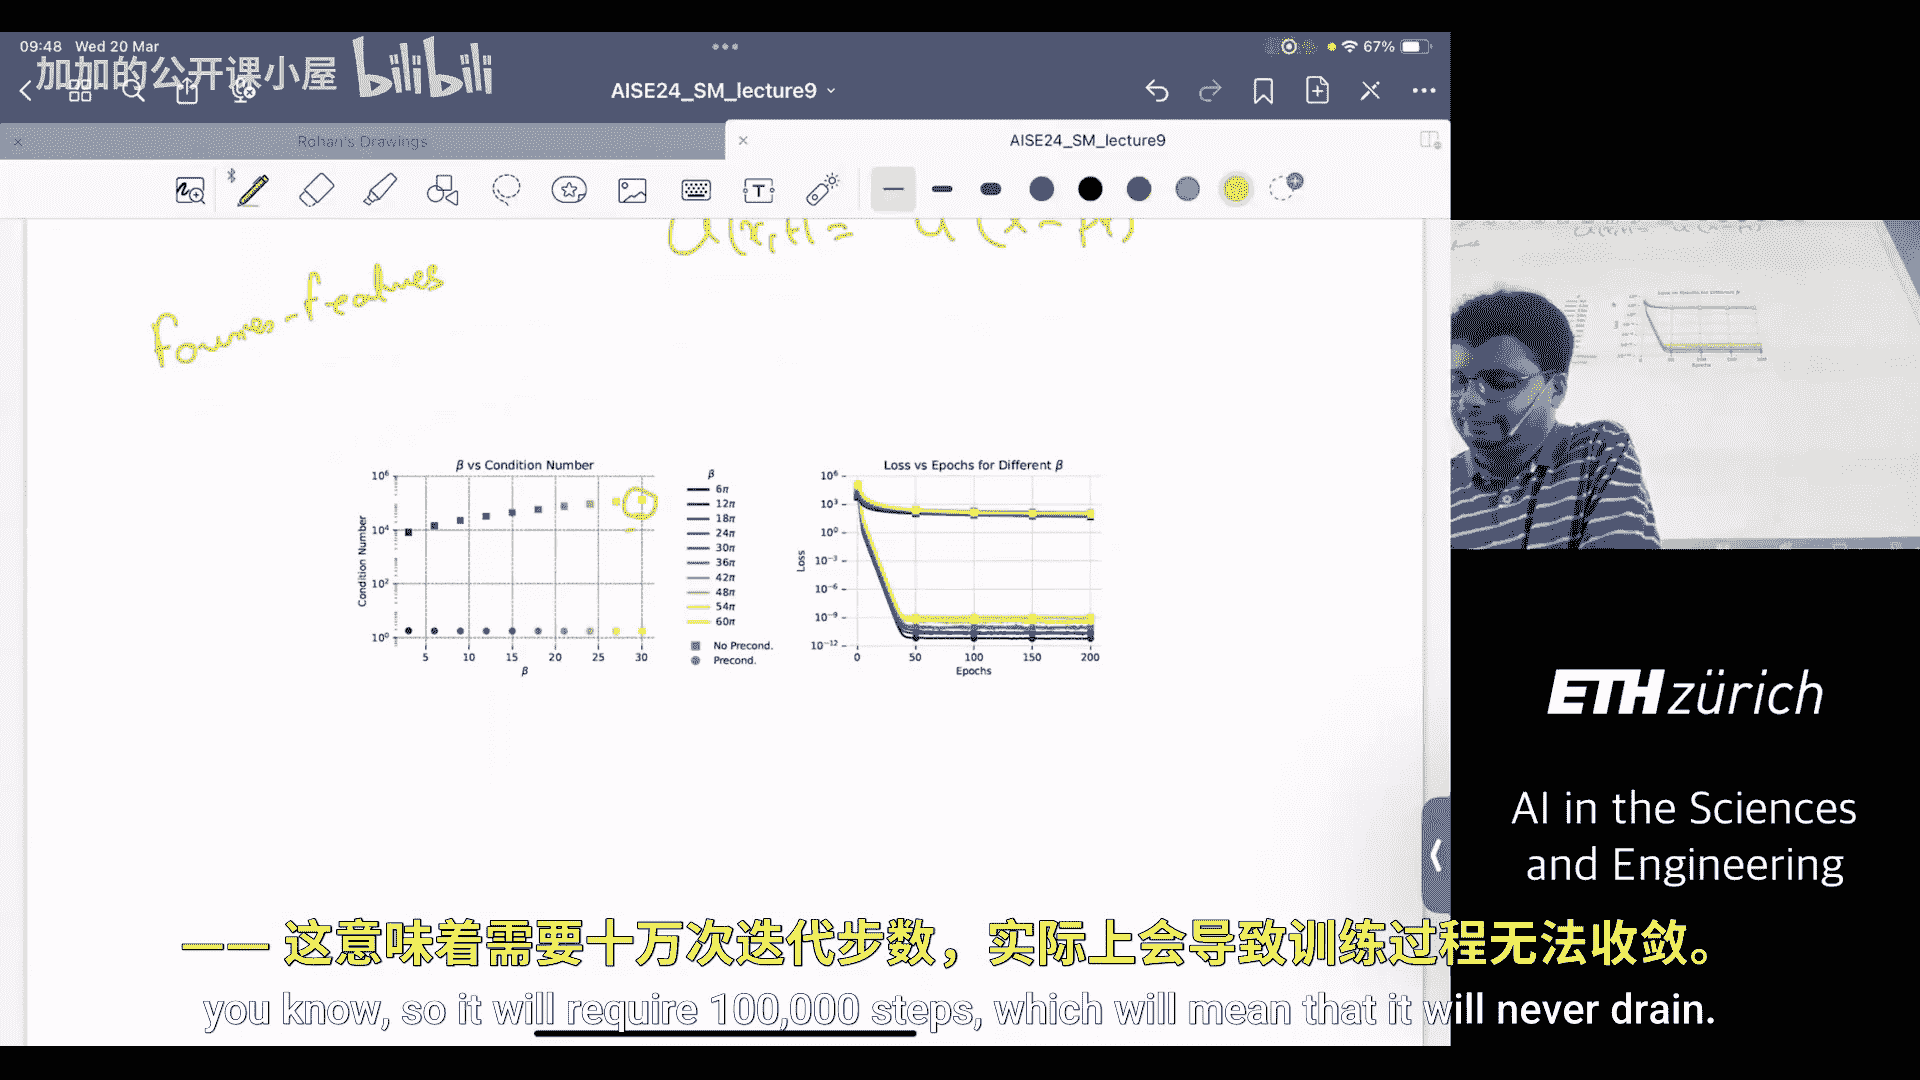 09:48 Wed 20 Mar
67%
加加的公开课小屋 bilibili
AISE24_SM_lecture9
Rohan's Drawings
AISE24_SM_lecture9
U(x,t) = u(x-βt)
Fourier-features
β vs Condition Number
Condition Number
10⁶
10⁴
10²
10⁰
5 10 15 20 25 30
β
β
6π
12π
18π
24π
30π
36π
42π
48π
54π
60π
No Precond.
Precond.
Loss vs Epochs for Different β
Loss
10⁶
10³
10⁰
10⁻³
10⁻⁶
10⁻⁹
10⁻¹²
0 50 100 150 200
Epochs
ETH zürich
AI in the Sciences
and Engineering
—— 这意味着需要十万次迭代步数，实际上会导致训练过程无法收敛。
you know, so it will require 100,000 steps, which will mean that it will never drain.